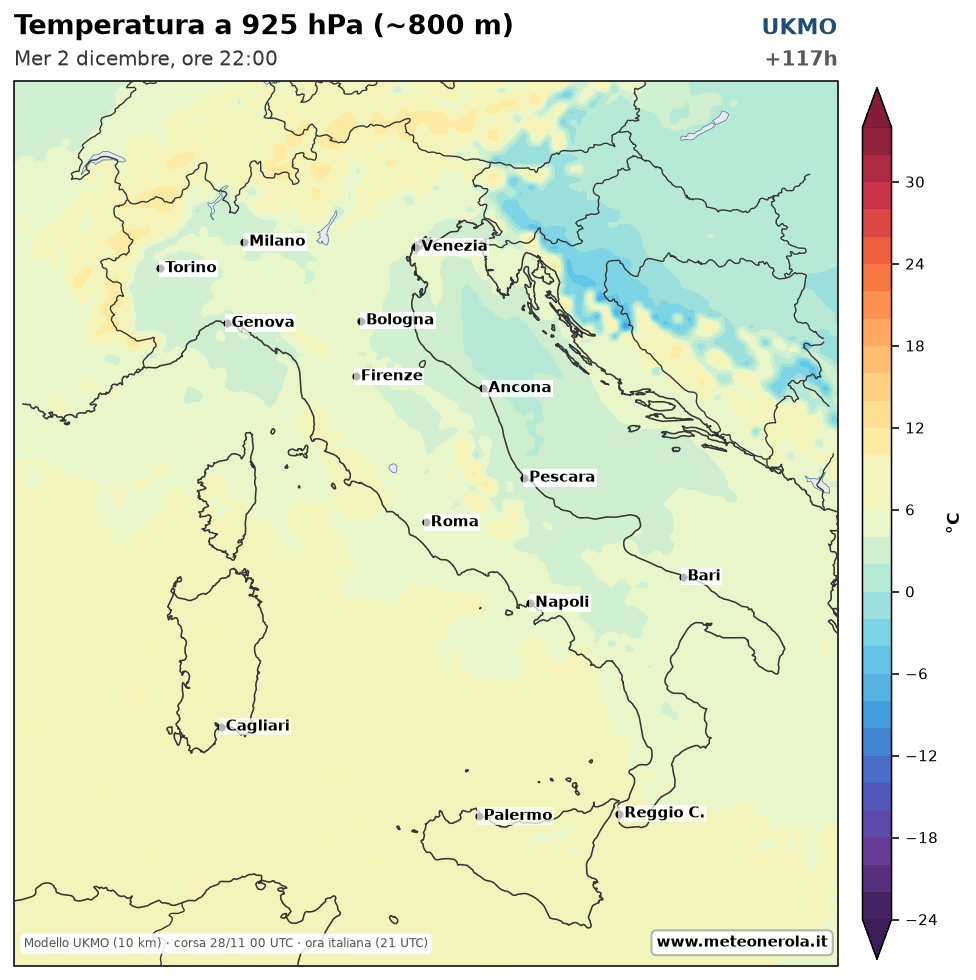 Temperatura a 925 hPa (~800 m)
UKMO
Mer 2 dicembre, ore 22:00
+117h
Milano
Venezia
Torino
Genova
Bologna
Firenze
Ancona
Pescara
Roma
Bari
Napoli
Cagliari
Palermo
Reggio C.
30
24
18
12
6
0
−6
−12
−18
−24
°C
Modello UKMO (10 km) · corsa 28/11 00 UTC · ora italiana (21 UTC)
www.meteonerola.it